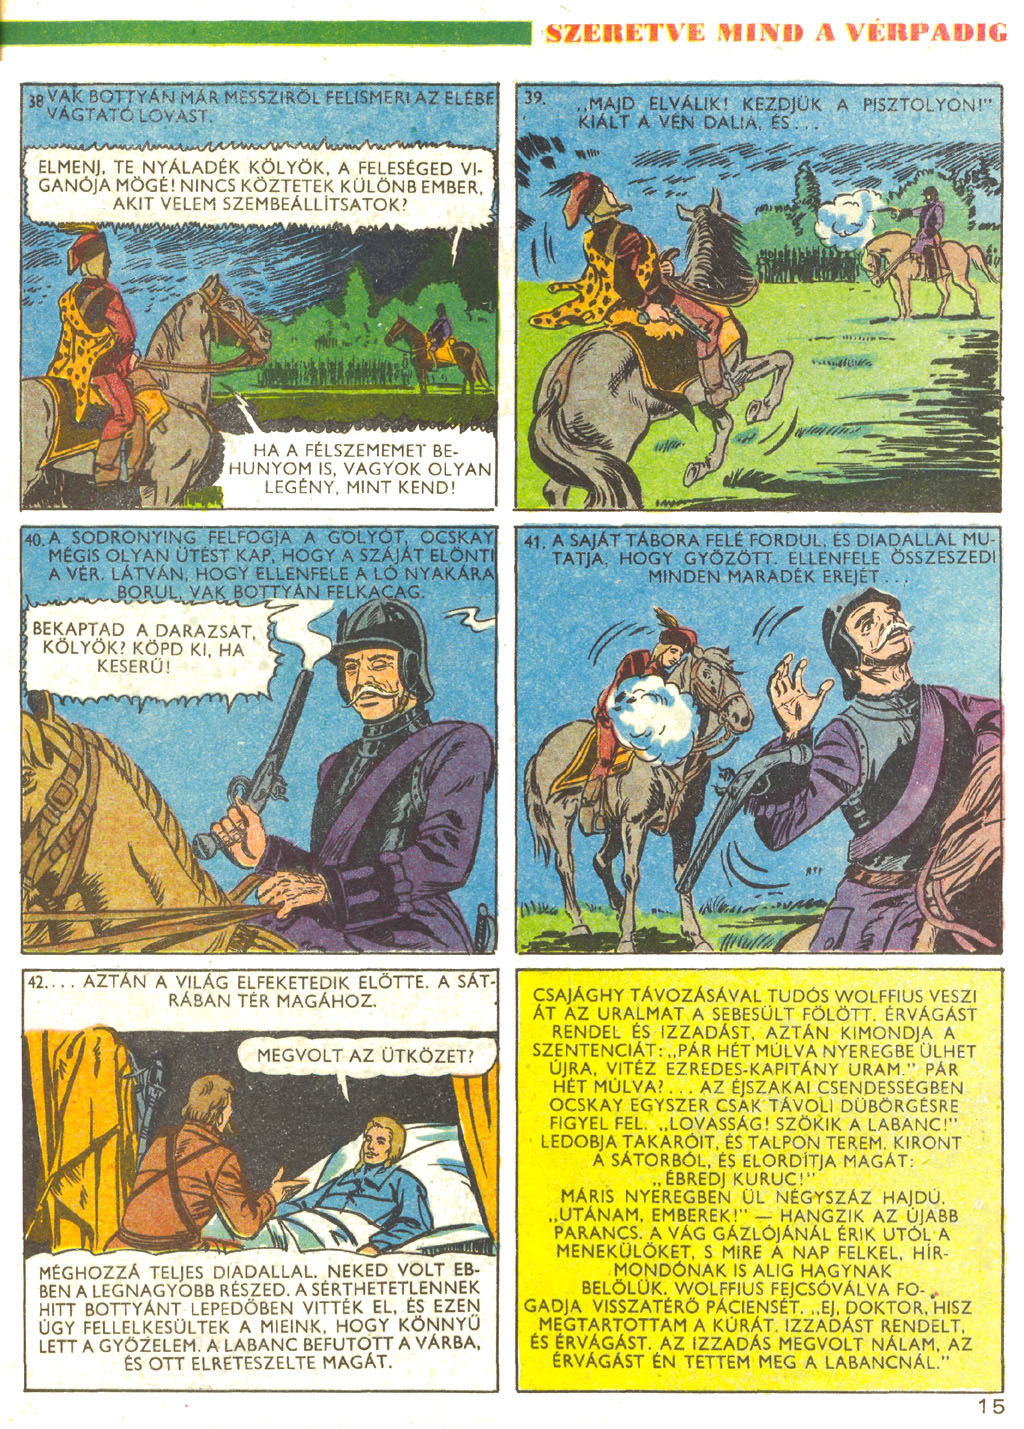 SZERETVE MIND A VÉRPADIG
38 VAK BOTTYÁN MÁR MESSZIRŐL FELISMERI AZ ELÉBE
VÁGTATÓ LOVAST.
ELMENJ, TE NYÁLADÉK KÖLYÖK, A FELESÉGED VI-
GANÓJA MÖGÉ! NINCS KÖZTETEK KÜLÖNB EMBER,
AKIT VELEM SZEMBEÁLLÍTSATOK?
HA A FÉLSZEMEMET BE-
HUNYOM IS, VAGYOK OLYAN
LEGÉNY, MINT KEND!
39. „MAJD ELVÁLIK! KEZDJÜK A PISZTOLYON!"
KIÁLT A VÉN DALIA, ÉS...
40. A SODRONYING FELFOGJA A GOLYÓT, OCSKAY
MÉGIS OLYAN ÜTÉST KAP, HOGY A SZÁJÁT ELÖNTI
A VÉR. LÁTVÁN, HOGY ELLENFELE A LÓ NYAKÁRA
BORUL, VAK BOTTYÁN FELKACAG.
BEKAPTAD A DARAZSAT,
KÖLYÖK? KÖPD KI, HA
KESERŰ!
41. A SAJÁT TÁBORA FELÉ FORDUL, ÉS DIADALLAL MU-
TATJA, HOGY GYŐZÖTT. ELLENFELE ÖSSZESZEDI
MINDEN MARADÉK EREJÉT...
42. ... AZTÁN A VILÁG ELFEKETEDIK ELŐTTE. A SÁT-
RÁBAN TÉR MAGÁHOZ.
MEGVOLT AZ ÜTKÖZET?
MÉGHOZZÁ TELJES DIADALLAL. NEKED VOLT EB-
BEN A LEGNAGYOBB RÉSZED. A SÉRTHETETLENNEK
HITT BOTTYÁNT LEPEDŐBEN VITTÉK EL, ÉS EZEN
ÚGY FELLELKESÜLTEK A MIEINK, HOGY KÖNNYŰ
LETT A GYŐZELEM. A LABANC BEFUTOTT A VÁRBA,
ÉS OTT ELRETESZELTE MAGÁT.
CSAJÁGHY TÁVOZÁSÁVAL TUDÓS WOLFFIUS VESZI
ÁT AZ URALMAT A SEBESÜLT FÖLÖTT. ÉRVÁGÁST
RENDEL ÉS IZZADÁST, AZTÁN KIMONDJA A
SZENTENCIÁT: „PÁR HÉT MÚLVA NYEREGBE ÜLHET
ÚJRA, VITÉZ EZREDES-KAPITÁNY URAM." PÁR
HÉT MÚLVA?... AZ ÉJSZAKAI CSENDESSÉGBEN
OCSKAY EGYSZER CSAK TÁVOLI DÜBÖRGÉSRE
FIGYEL FEL. „LOVASSÁG! SZÖKIK A LABANC!"
LEDOBJA TAKARÓIT, ÉS TALPON TEREM, KIRONT
A SÁTORBÓL, ÉS ELORDÍTJA MAGÁT:
„ÉBREDJ KURUC!"
MÁRIS NYEREGBEN ÜL NÉGYSZÁZ HAJDÚ.
„UTÁNAM, EMBEREK!" — HANGZIK AZ ÚJABB
PARANCS. A VÁG GÁZLÓJÁNÁL ÉRIK UTÓL A
MENEKÜLŐKET, S MIRE A NAP FELKEL, HÍR-
MONDÓNAK IS ALIG HAGYNAK
BELŐLÜK. WOLFFIUS FEJCSÓVÁLVA FO-
GADJA VISSZATÉRŐ PÁCIENSÉT. „EJ, DOKTOR, HISZ
MEGTARTOTTAM A KÚRÁT. IZZADÁST RENDELT,
ÉS ÉRVÁGÁST. AZ IZZADÁS MEGVOLT NÁLAM, AZ
ÉRVÁGÁST ÉN TETTEM MEG A LABANCNÁL."
15